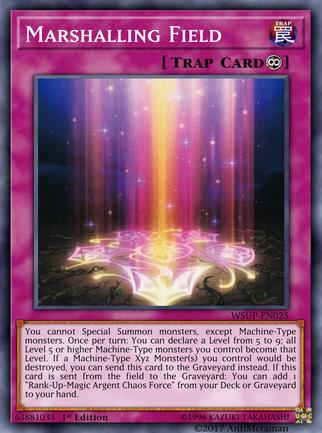 Marshalling Field
TRAP
罠
[Trap Card∞]
WSUP-EN025
You cannot Special Summon monsters, except Machine-Type
monsters. Once per turn: You can declare a Level from 5 to 9; all
Level 5 or higher Machine-Type monsters you control become that
Level. If a Machine-Type Xyz Monster(s) you control would be
destroyed, you can send this card to the Graveyard instead. If this
card is sent from the field to the Graveyard: You can add 1
"Rank-Up-Magic Argent Chaos Force" from your Deck or Graveyard
to your hand.
63881033 1st Edition ©1996 KAZUKI TAKAHASHI
©2017 AntiMetaman